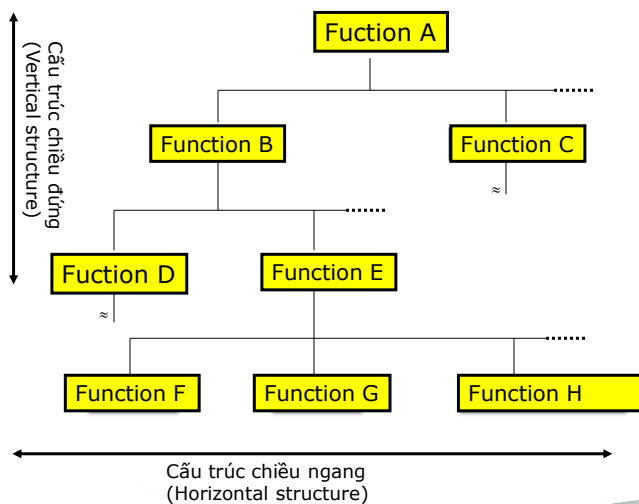 Fuction A
Cấu trúc chiều đứng
(Vertical structure)
Function B
Function C
≈
Fuction D
Function E
≈
Function F
Function G
Function H
Cấu trúc chiều ngang
(Horizontal structure)